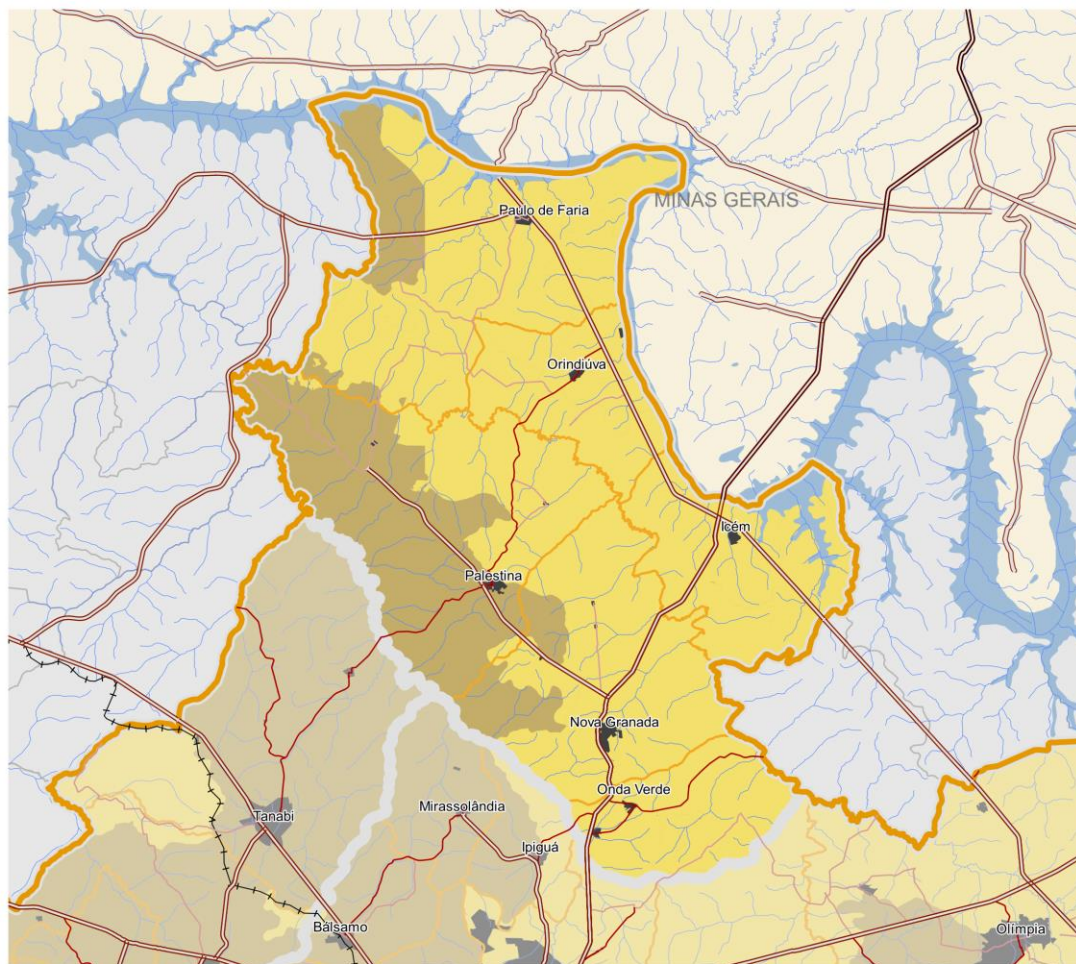 MINAS GERAIS
Paulo de Faria
Orindiúva
Icém
Palestina
Nova Granada
Onda Verde
Mirassolândia
Tanabi
Ipiguá
Bálsamo
Olímpia